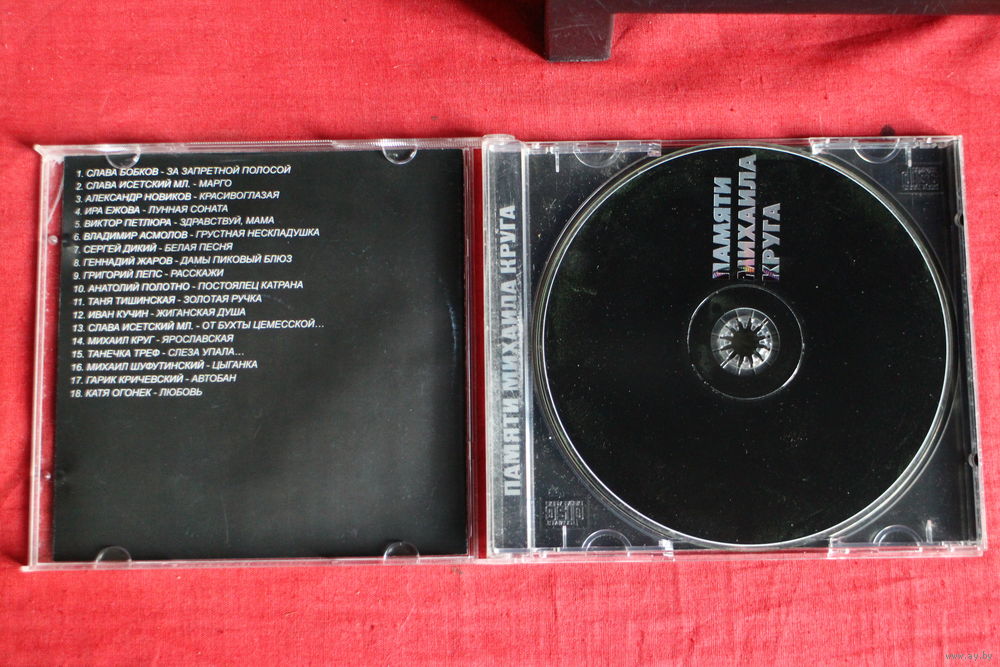 1. СЛАВА БОБКОВ - ЗА ЗАПРЕТНОЙ ПОЛОСОЙ
2. СЛАВА ИСЕТСКИЙ МЛ. - МАРГО
3. АЛЕКСАНДР НОВИКОВ - КРАСИВОГЛАЗАЯ
4. ИРА ЕЖОВА - ЛУННАЯ СОНАТА
5. ВИКТОР ПЕТЛЮРА - ЗДРАВСТВУЙ, МАМА
6. ВЛАДИМИР АСМОЛОВ - ГРУСТНАЯ НЕСКЛАДУШКА
7. СЕРГЕЙ ДИКИЙ - БЕЛАЯ ПЕСНЯ
8. ГЕННАДИЙ ЖАРОВ - ДАМЫ ПИКОВЫЙ БЛЮЗ
9. ГРИГОРИЙ ЛЕПС - РАССКАЖИ
10. АНАТОЛИЙ ПОЛОТНО - ПОСТОЯЛЕЦ КАТРАНА
11. ТАНЯ ТИШИНСКАЯ - ЗОЛОТАЯ РУЧКА
12. ИВАН КУЧИН - ЖИГАНСКАЯ ДУША
13. СЛАВА ИСЕТСКИЙ МЛ. - ОТ БУХТЫ ЦЕМЕССКОЙ...
14. МИХАИЛ КРУГ - ЯРОСЛАВСКАЯ
15. ТАНЕЧКА ТРЕФ - СЛЕЗА УПАЛА...
16. МИХАИЛ ШУФУТИНСКИЙ - ЦЫГАНКА
17. ГАРИК КРИЧЕВСКИЙ - АВТОБАН
18. КАТЯ ОГОНЕК - ЛЮБОВЬ
ПАМЯТИ МИХАИЛА КРУГА
ПАМЯТИ
МИХАИЛА
КРУГА
www.ay.by